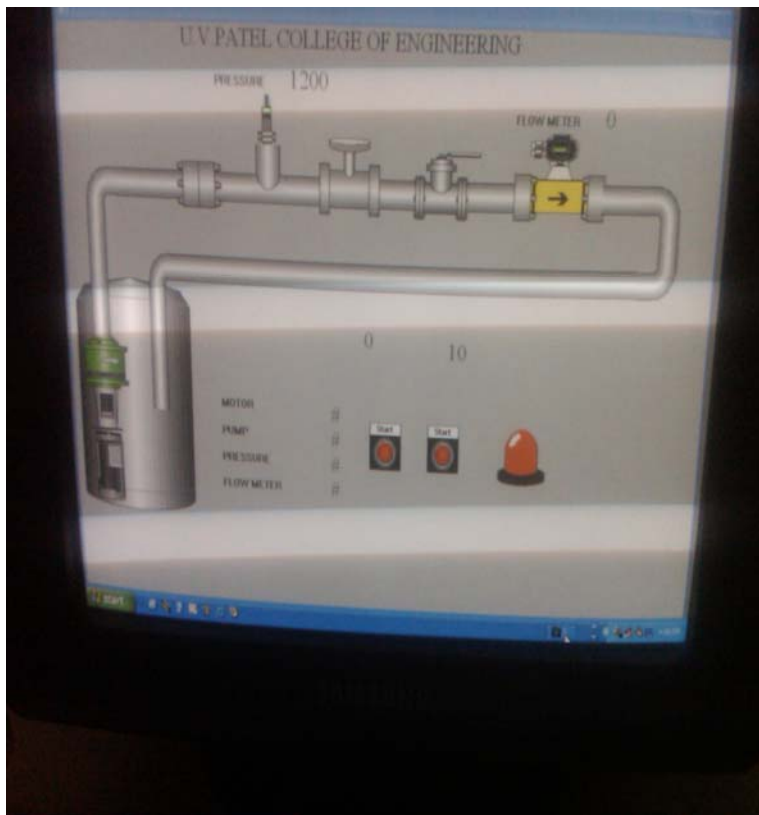 U.V PATEL COLLEGE OF ENGINEERING
PRESSURE 1200
FLOW METER 0
0 10
MOTOR
PUMP
PRESSURE
FLOW METER
Start Start
start